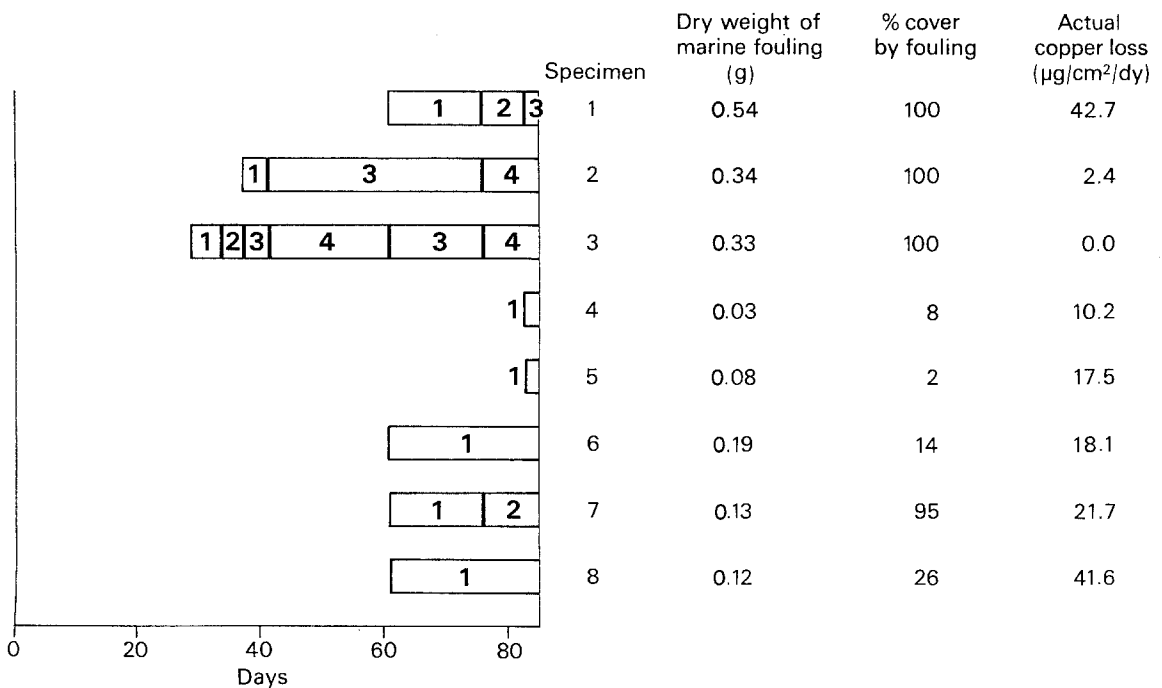 Dry weight of % cover Actual
marine fouling by fouling copper loss
Specimen (g) (µg/cm²/dy)
1 2 3 1 0.54 100 42.7
1 3 4 2 0.34 100 2.4
1 2 3 4 3 4 3 0.33 100 0.0
1 4 0.03 8 10.2
1 5 0.08 2 17.5
1 6 0.19 14 18.1
1 2 7 0.13 95 21.7
1 8 0.12 26 41.6
0 20 40 60 80
Days